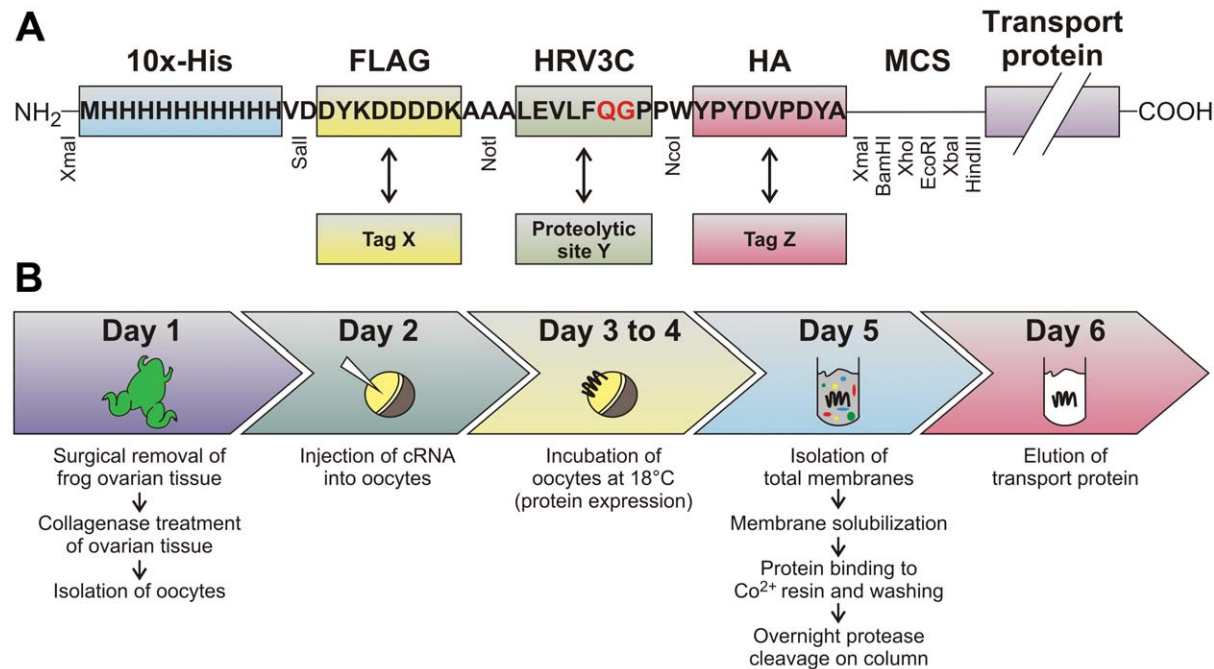 A
10x-His
FLAG
HRV3C
HA
MCS
Transport
protein
NH₂
MHHHHHHHHHHVDDYKDDDDKAAALEVLFQGPPWYPYDVPDYA
COOH
XmaI
SalI
NotI
NcoI
XmaI
BamHI
XhoI
EcoRI
XbaI
HindIII
Tag X
Proteolytic
site Y
Tag Z
B
Day 1
Day 2
Day 3 to 4
Day 5
Day 6
Surgical removal of
frog ovarian tissue
Collagenase treatment
of ovarian tissue
Isolation of oocytes
Injection of cRNA
into oocytes
Incubation of
oocytes at 18°C
(protein expression)
Isolation of
total membranes
Membrane solubilization
Protein binding to
Co²⁺ resin and washing
Overnight protease
cleavage on column
Elution of
transport protein